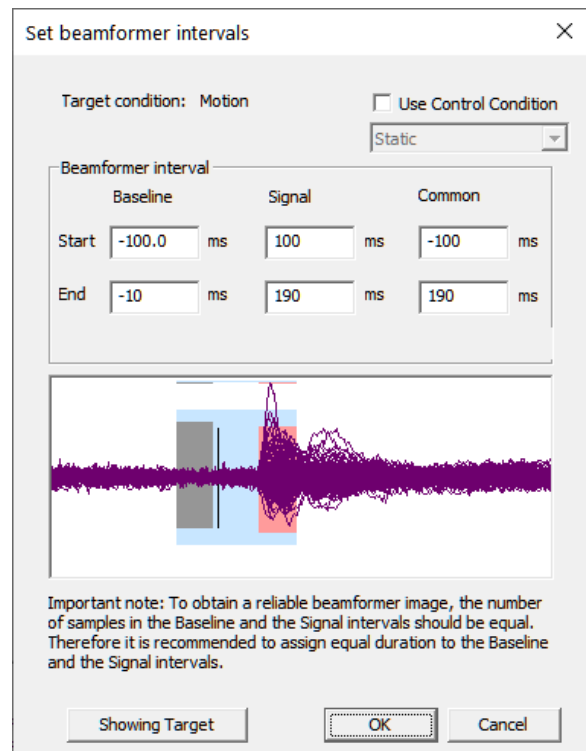 Set beamformer intervals
Target condition: Motion
Use Control Condition
Static
Beamformer interval
Baseline Signal Common
Start -100.0 ms 100 ms -100 ms
End -10 ms 190 ms 190 ms
Important note: To obtain a reliable beamformer image, the number
of samples in the Baseline and the Signal intervals should be equal.
Therefore it is recommended to assign equal duration to the Baseline
and the Signal intervals.
Showing Target OK Cancel